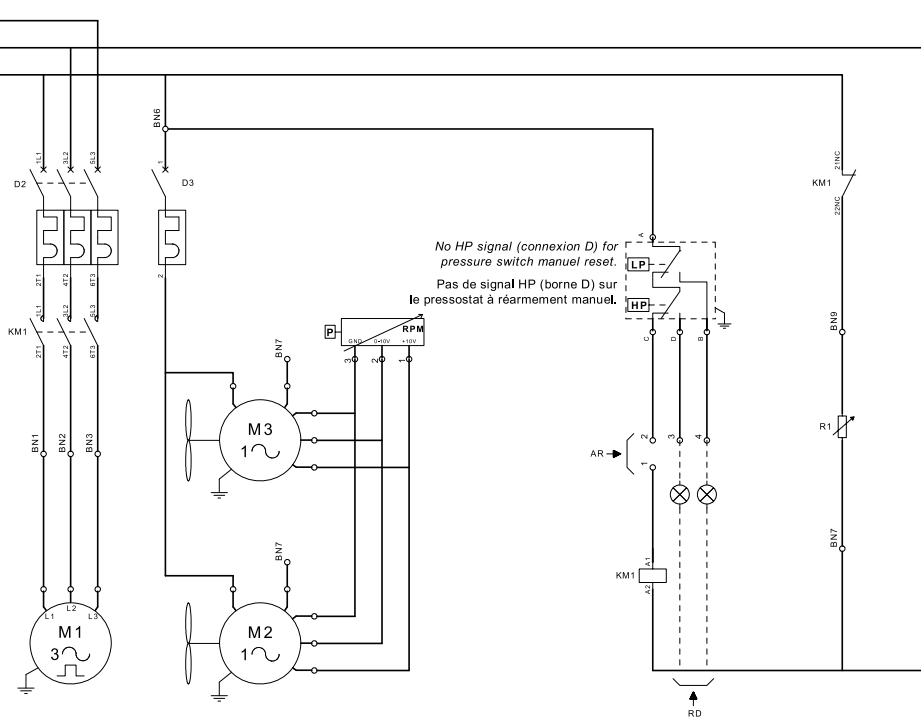 BN6
1L1
3L2
5L3
1
21NC
D2
D3
KM1
22NC
A
No HP signal (connexion D) for
pressure switch manuel reset.
LP
Pas de signal HP (borne D) sur
le pressostat à réarmement manuel.
HP
2T1
4T2
6T3
2
1L1
3L2
5L3
KM1
2T1
4T2
6T3
P
RPM
GND
0-10V
+10V
3
2
1
BN7
C
D
B
BN9
BN1
BN2
BN3
M3
1
AR
2
3
4
1
R1
BN7
BN7
A1
KM1
A2
L1
L2
L3
M1
3
M2
1
RD